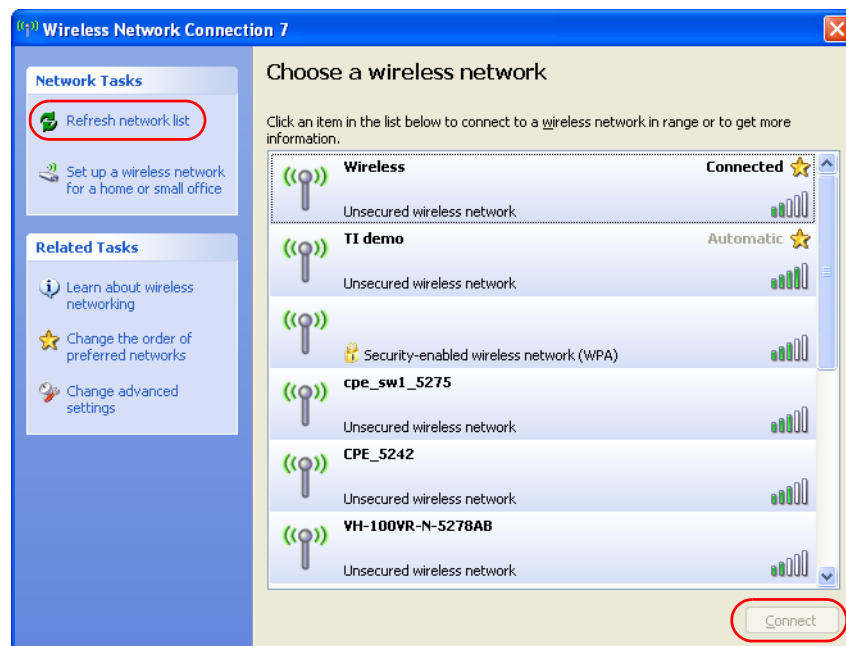 Wireless Network Connection 7
Network Tasks
Refresh network list
Set up a wireless network
for a home or small office
Related Tasks
Learn about wireless
networking
Change the order of
preferred networks
Change advanced
settings
Choose a wireless network
Click an item in the list below to connect to a wireless network in range or to get more
information.
Wireless
Connected
Unsecured wireless network
TI demo
Automatic
Unsecured wireless network
Security-enabled wireless network (WPA)
cpe_sw1_5275
Unsecured wireless network
CPE_5242
Unsecured wireless network
VH-100VR-N-5278AB
Unsecured wireless network
Connect